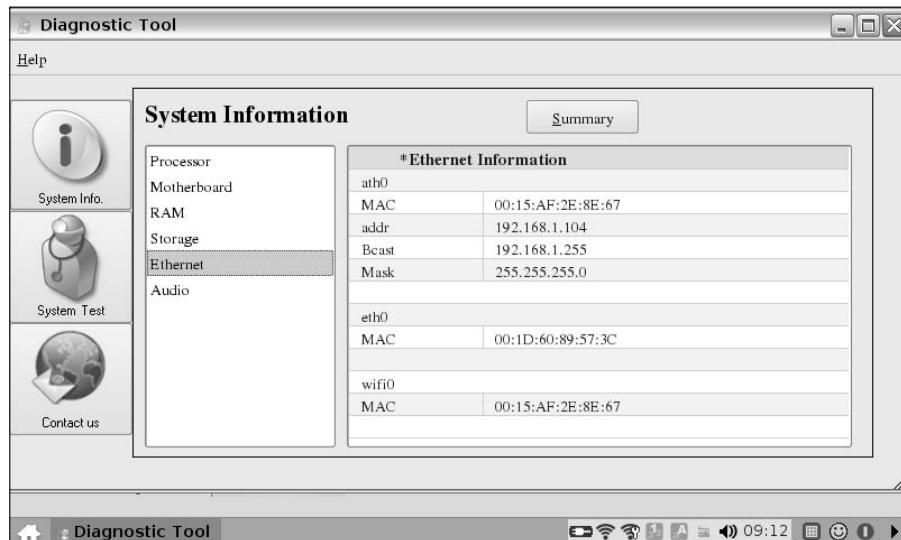 Diagnostic Tool
Help
System Info.
System Test
Contact us
System Information
Summary
Processor
Motherboard
RAM
Storage
Ethernet
Audio
*Ethernet Information
ath0
MAC 00:15:AF:2E:8E:67
addr 192.168.1.104
Bcast 192.168.1.255
Mask 255.255.255.0
eth0
MAC 00:1D:60:89:57:3C
wifi0
MAC 00:15:AF:2E:8E:67
Diagnostic Tool
1 A 09:12